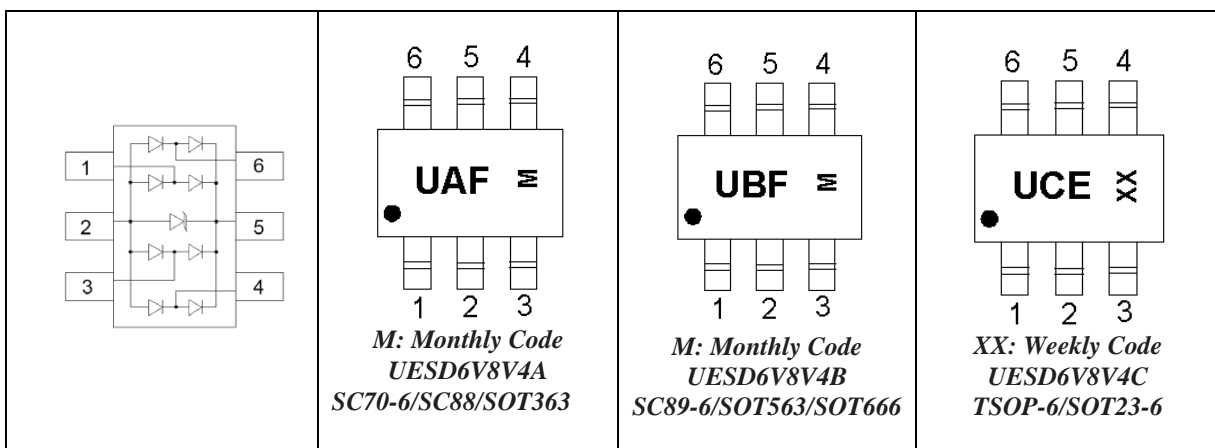 1 6
2 5
3 4
6 5 4
UAF M
1 2 3
M: Monthly Code
UESD6V8V4A
SC70-6/SC88/SOT363
6 5 4
UBF M
1 2 3
M: Monthly Code
UESD6V8V4B
SC89-6/SOT563/SOT666
6 5 4
UCE XX
1 2 3
XX: Weekly Code
UESD6V8V4C
TSOP-6/SOT23-6